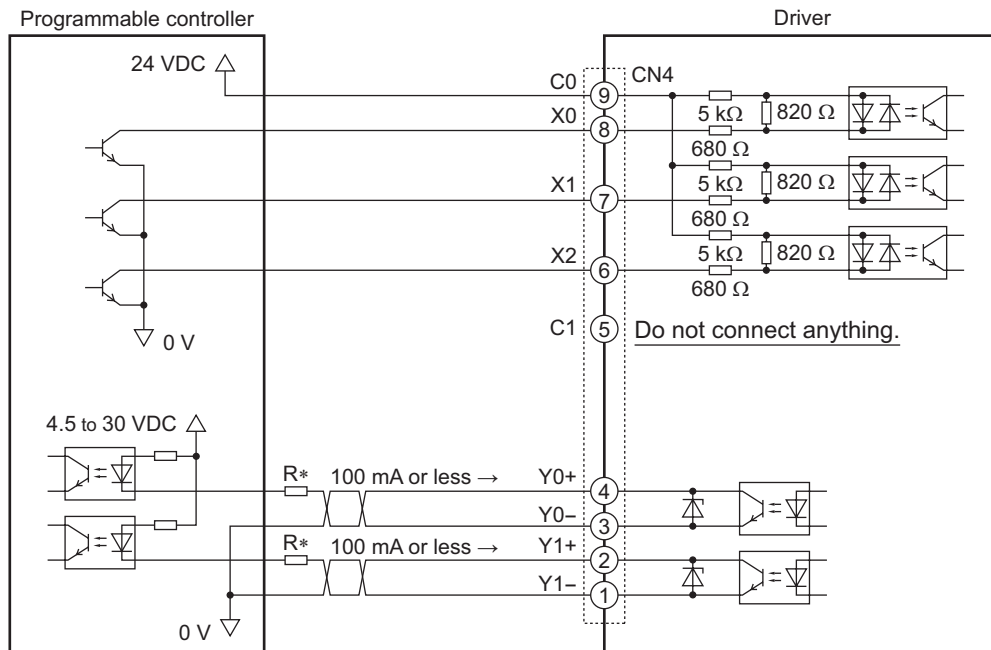 Programmable controller
Driver
24 VDC
C0
9
CN4
X0
8
5 kΩ
820 Ω
680 Ω
X1
7
5 kΩ
820 Ω
680 Ω
X2
6
5 kΩ
820 Ω
680 Ω
0 V
C1
5
Do not connect anything.
4.5 to 30 VDC
R*
100 mA or less →
Y0+
4
Y0−
3
R*
100 mA or less →
Y1+
2
Y1−
1
0 V